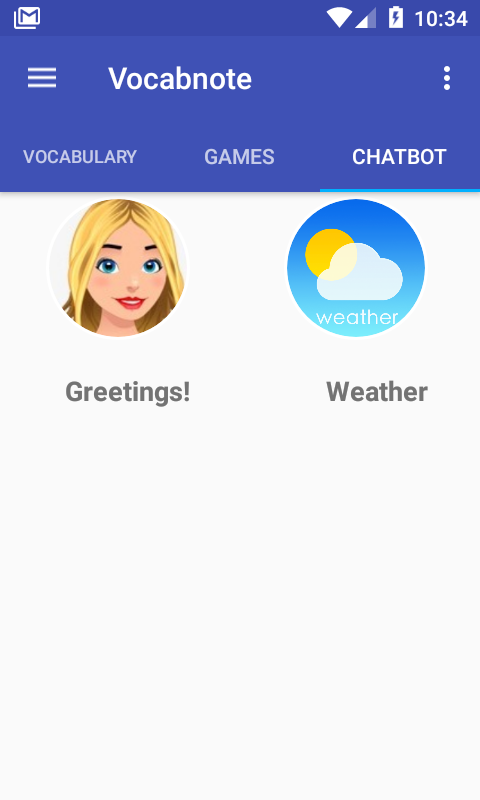 10:34
Vocabnote
VOCABULARY GAMES CHATBOT
weather
Greetings! Weather